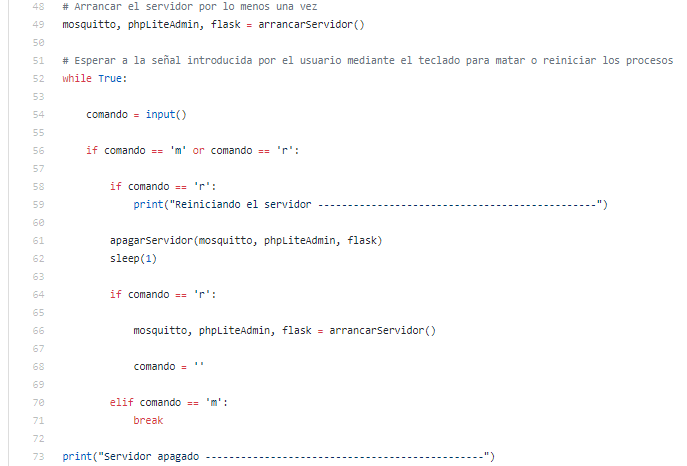 48 # Arrancar el servidor por lo menos una vez
49 mosquitto, phpLiteAdmin, flask = arrancarServidor()
50
51 # Esperar a la señal introducida por el usuario mediante el teclado para matar o reiniciar los procesos
52 while True:
53
54     comando = input()
55
56     if comando == 'm' or comando == 'r':
57
58         if comando == 'r':
59             print("Reiniciando el servidor -----------------------------------------------")
60
61         apagarServidor(mosquitto, phpLiteAdmin, flask)
62         sleep(1)
63
64         if comando == 'r':
65
66             mosquitto, phpLiteAdmin, flask = arrancarServidor()
67
68             comando = ''
69
70         elif comando == 'm':
71             break
72
73 print("Servidor apagado -----------------------------------------------")